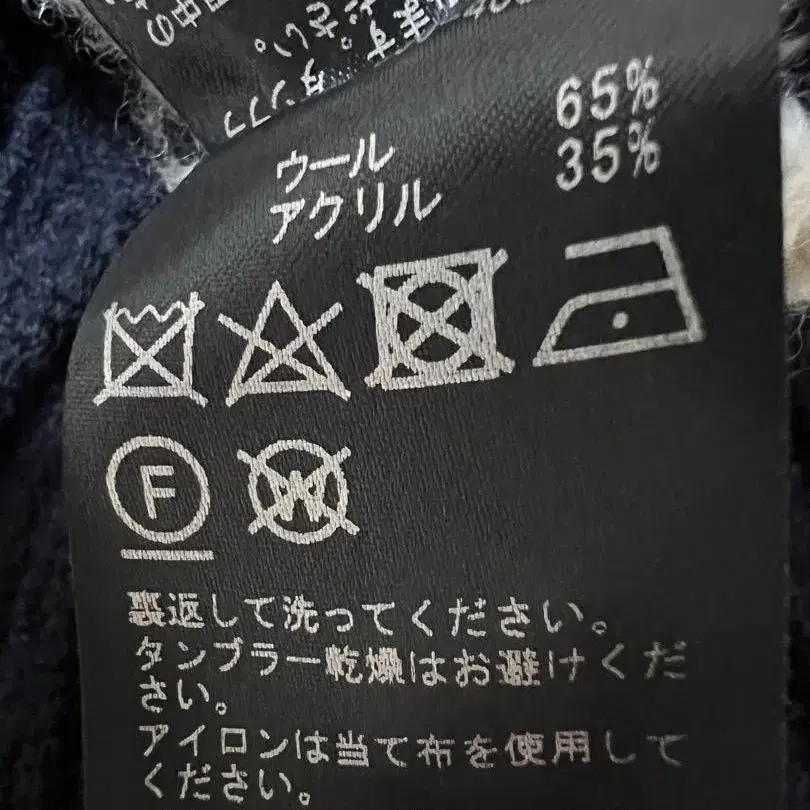 ウール 65%
アクリル 35%
F
W
裏返して洗ってください。
タンブラー乾燥はお避けくだ
さい。
アイロンは当て布を使用して
ください。